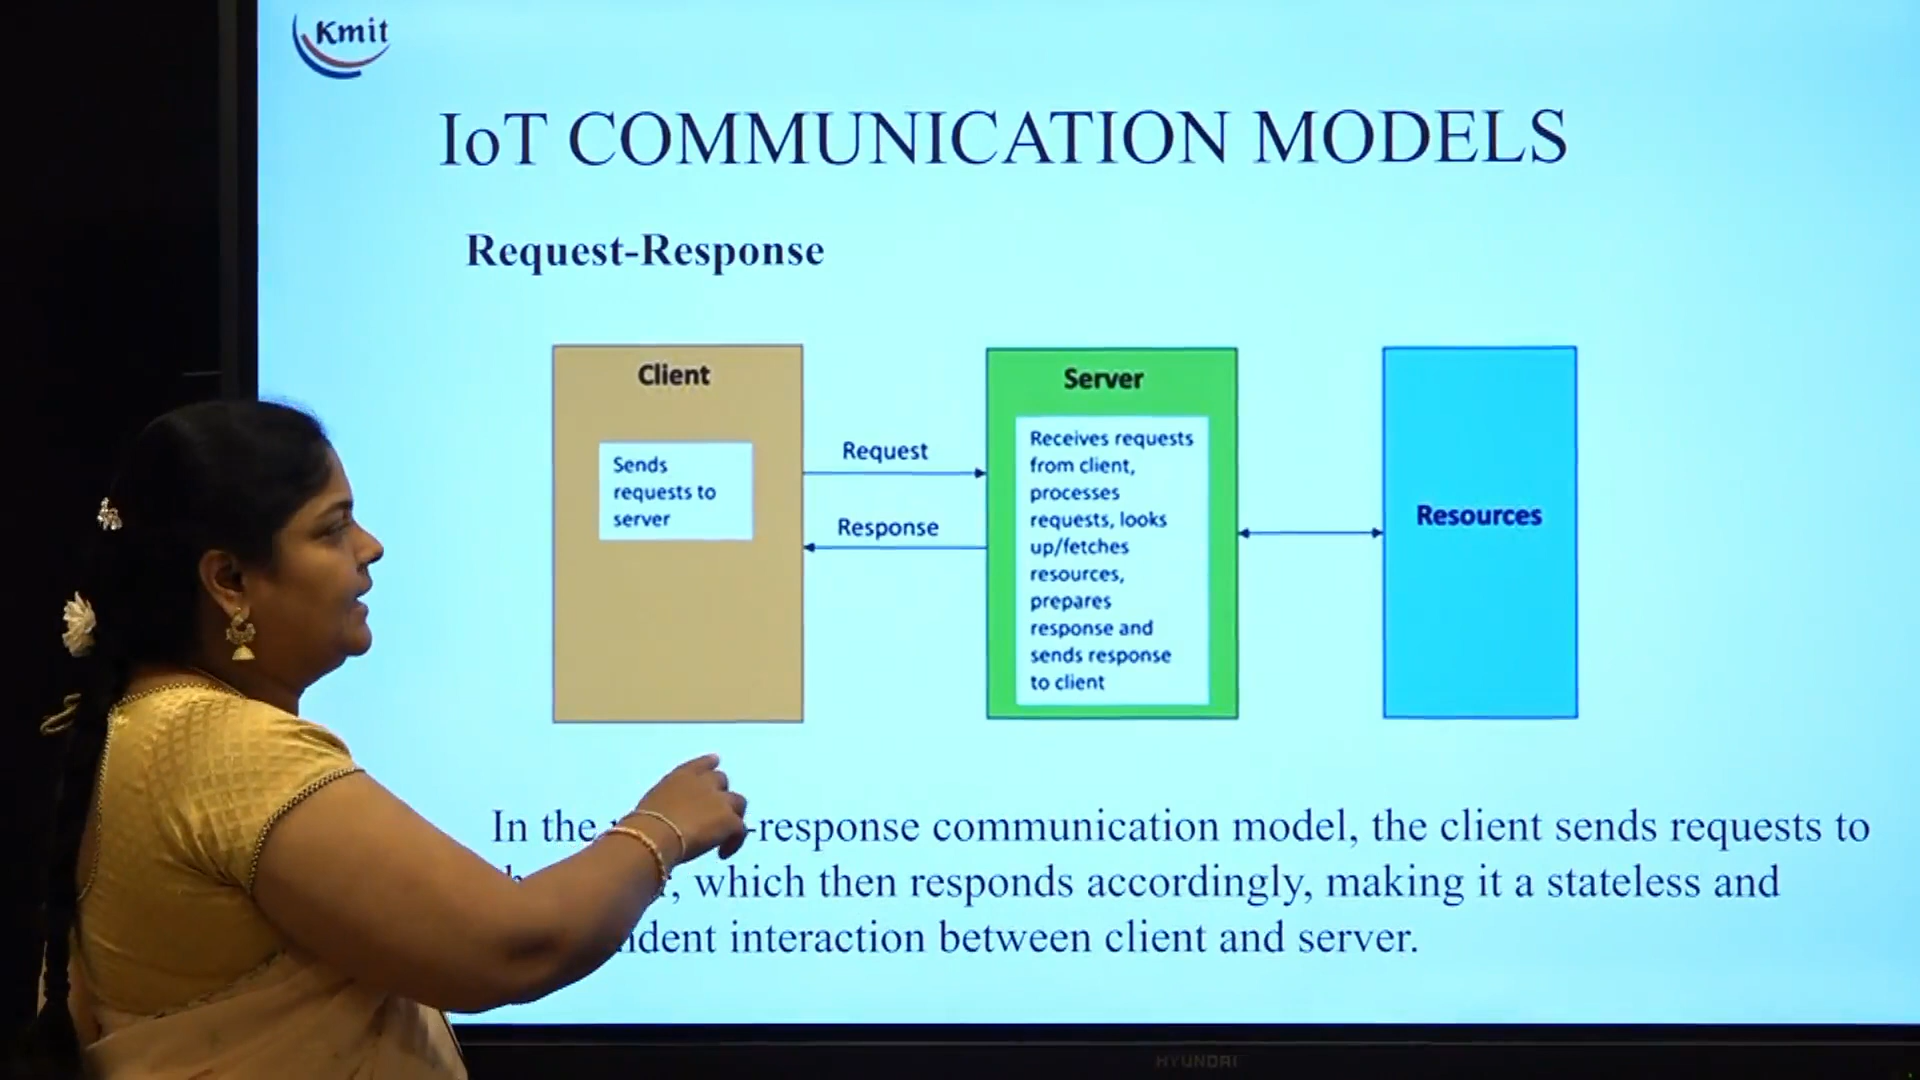 Kmit
IoT COMMUNICATION MODELS
Request-Response
Client
Sends
requests to
server
Request
Response
Server
Receives requests
from client,
processes
requests, looks
up/fetches
resources,
prepares
response and
sends response
to client
Resources
In the -response communication model, the client sends requests to
which then responds accordingly, making it a stateless and
interaction between client and server.
HYUNDAI